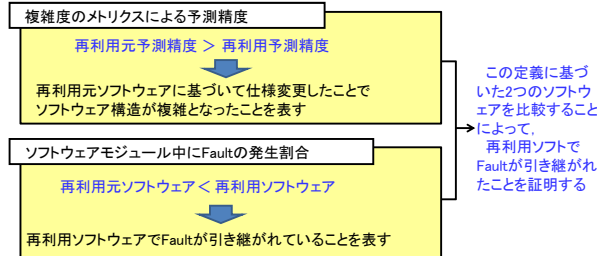 複雑度のメトリクスによる予測精度
再利用元予測精度 ＞ 再利用予測精度
再利用元ソフトウェアに基づいて仕様変更したことで
ソフトウェア構造が複雑となったことを表す
ソフトウェアモジュール中にFaultの発生割合
再利用元ソフトウェア＜ 再利用ソフトウェア
再利用ソフトウェアでFaultが引き継がれていることを表す
この定義に基づ
いた2つのソフトウ
ェアを比較すること
によって，
再利用ソフトで
Faultが引き継がれ
たことを証明する